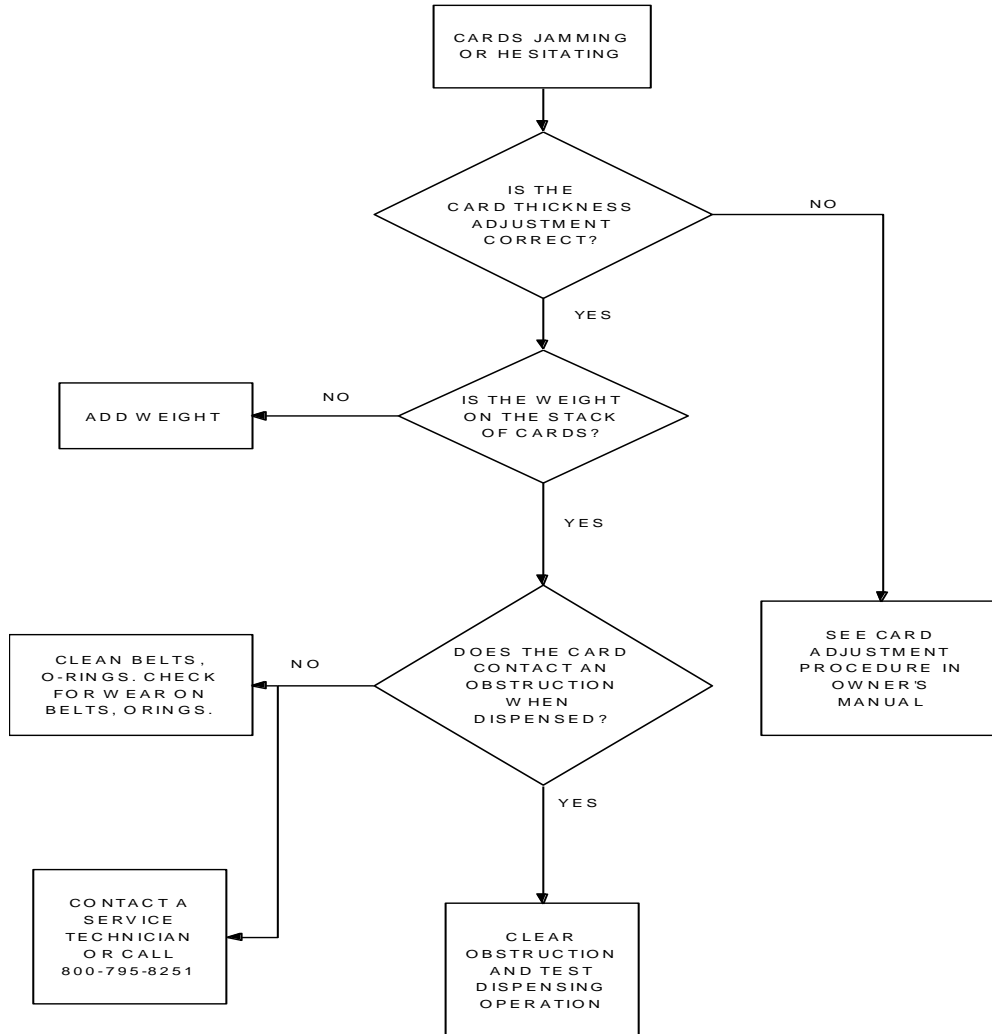 CARDS JAMMING
OR HESITATING
IS THE
CARD THICKNESS
ADJUSTMENT
CORRECT?
NO
YES
IS THE WEIGHT
ON THE STACK
OF CARDS?
NO
ADD WEIGHT
YES
DOES THE CARD
CONTACT AN
OBSTRUCTION
WHEN
DISPENSED?
NO
CLEAN BELTS,
O-RINGS. CHECK
FOR WEAR ON
BELTS, ORINGS.
SEE CARD
ADJUSTMENT
PROCEDURE IN
OWNER'S
MANUAL
YES
CONTACT A
SERVICE
TECHNICIAN
OR CALL
800-795-8251
CLEAR
OBSTRUCTION
AND TEST
DISPENSING
OPERATION